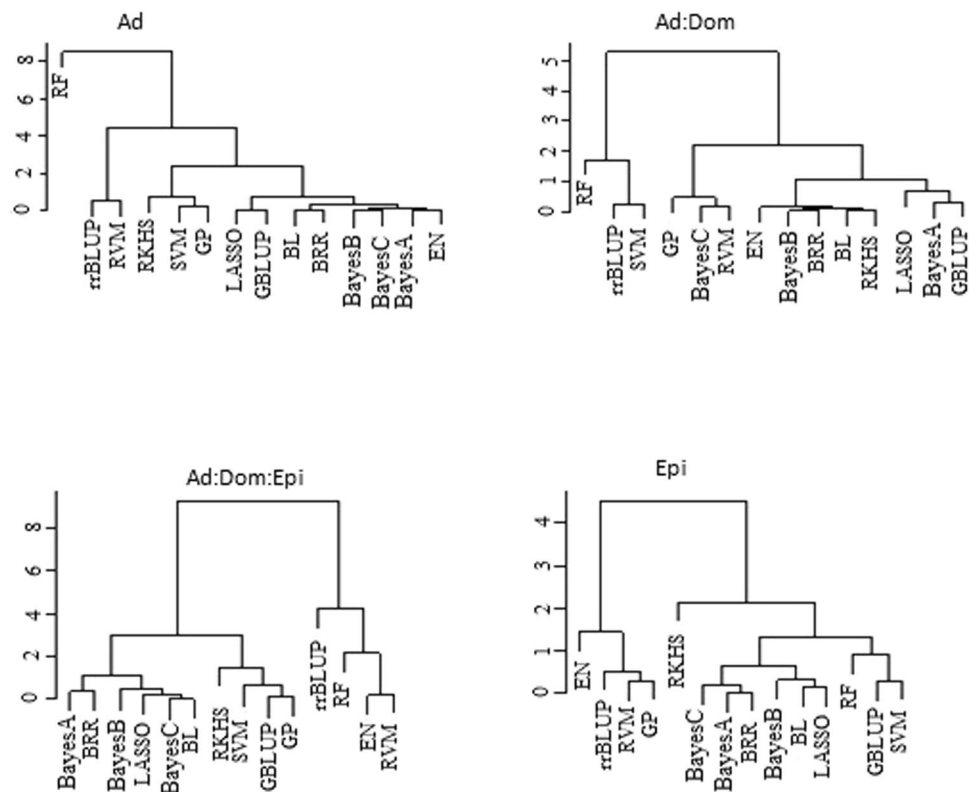 Ad
8
6
4
2
0
RF
rrBLUP
RVM
RKHS
SVM
GP
LASSO
GBLUP
BL
BRR
BayesB
BayesC
BayesA
EN
Ad:Dom
5
4
3
2
1
0
RF
rrBLUP
SVM
GP
BayesC
RVM
EN
BayesB
BRR
BL
RKHS
LASSO
BayesA
GBLUP
Ad:Dom:Epi
8
6
4
2
0
BayesA
BRR
BayesB
LASSO
BayesC
BL
RKHS
SVM
GBLUP
GP
rrBLUP
RF
EN
RVM
Epi
4
3
2
1
0
EN
rrBLUP
RVM
GP
RKHS
BayesC
BayesA
BRR
BayesB
BL
LASSO
RF
GBLUP
SVM